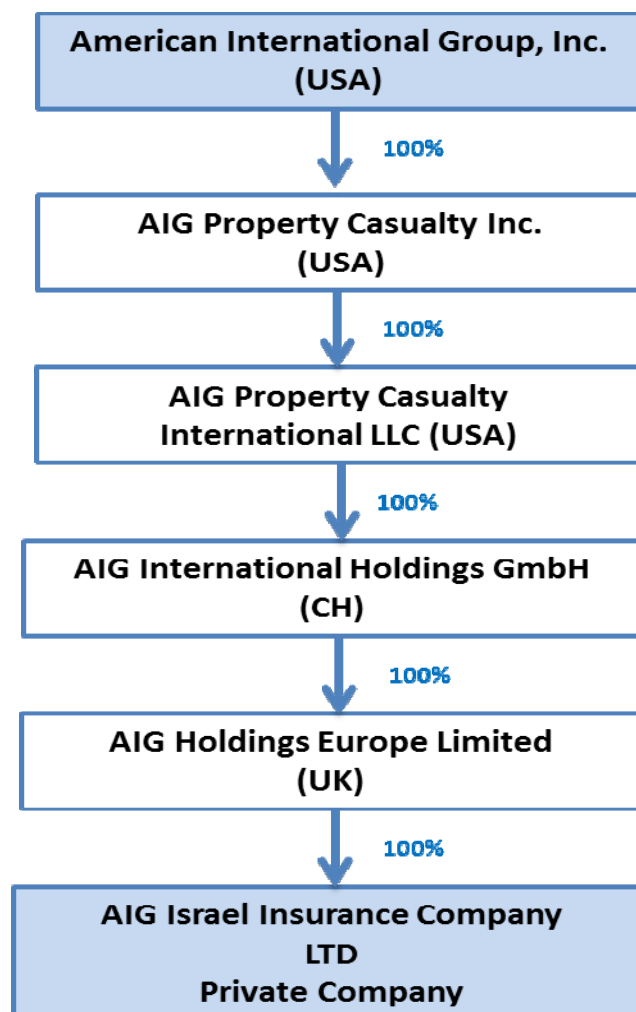 American International Group, Inc.
(USA)
100%
AIG Property Casualty Inc.
(USA)
100%
AIG Property Casualty
International LLC (USA)
100%
AIG International Holdings GmbH
(CH)
100%
AIG Holdings Europe Limited
(UK)
100%
AIG Israel Insurance Company
LTD
Private Company